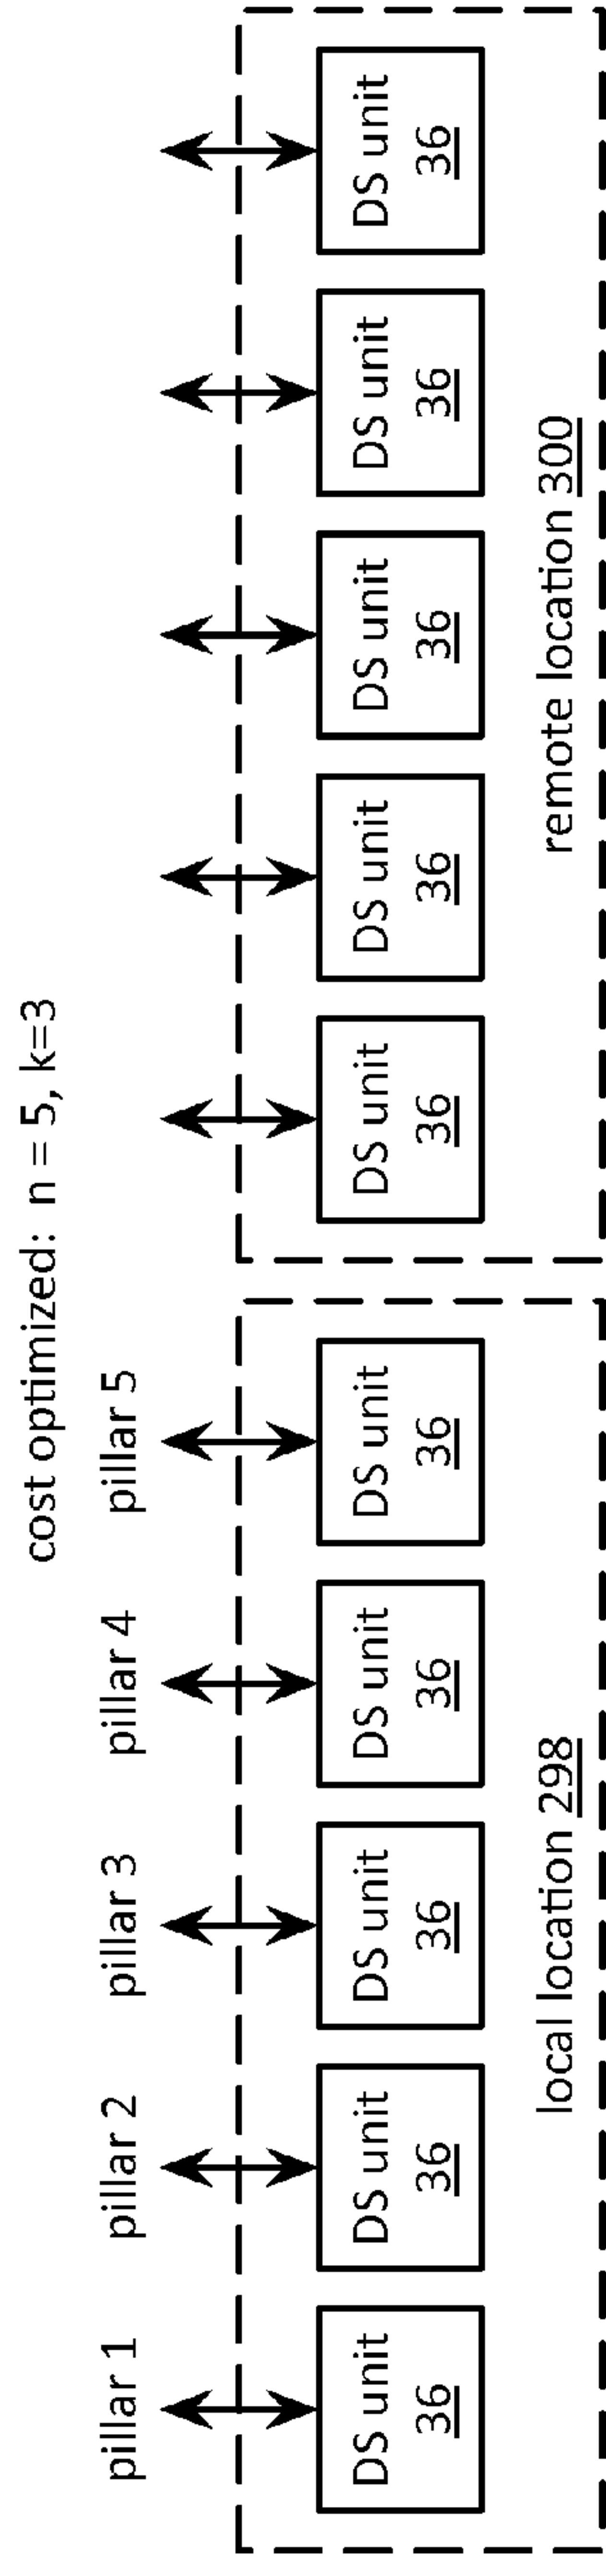 cost optimized: n = 5, k=3
pillar 1
pillar 2
pillar 3
pillar 4
pillar 5
DS unit
36
DS unit
36
DS unit
36
DS unit
36
DS unit
36
local location 298
DS unit
36
DS unit
36
DS unit
36
DS unit
36
DS unit
36
remote location 300